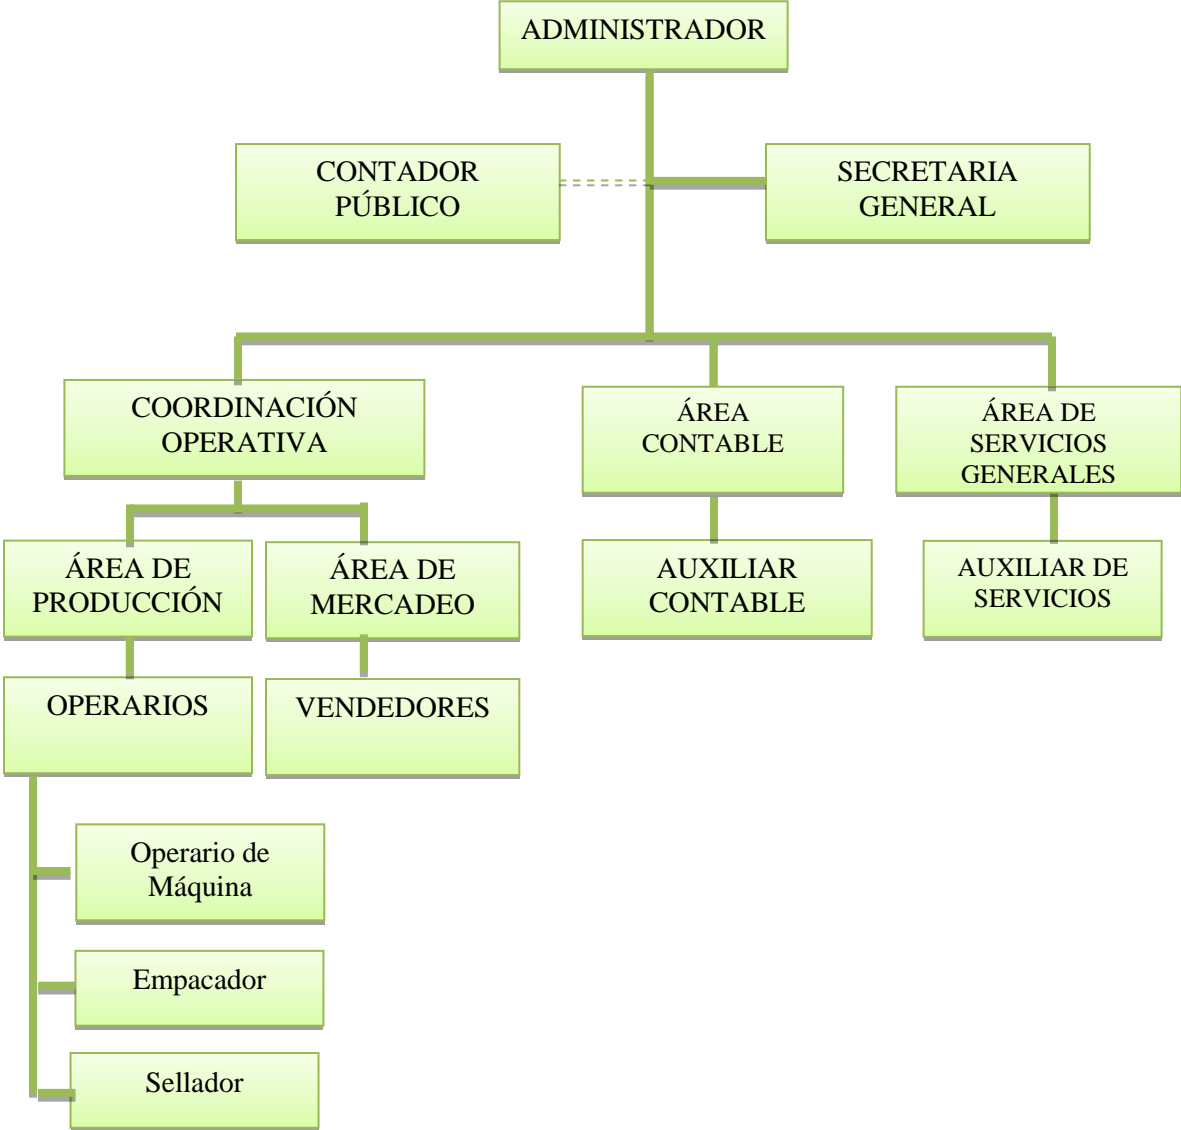 ADMINISTRADOR
CONTADOR
PÚBLICO
SECRETARIA
GENERAL
COORDINACIÓN
OPERATIVA
ÁREA
CONTABLE
ÁREA DE
SERVICIOS
GENERALES
ÁREA DE
PRODUCCIÓN
ÁREA DE
MERCADEO
AUXILIAR
CONTABLE
AUXILIAR DE
SERVICIOS
OPERARIOS
VENDEDORES
Operario de
Máquina
Empacador
Sellador